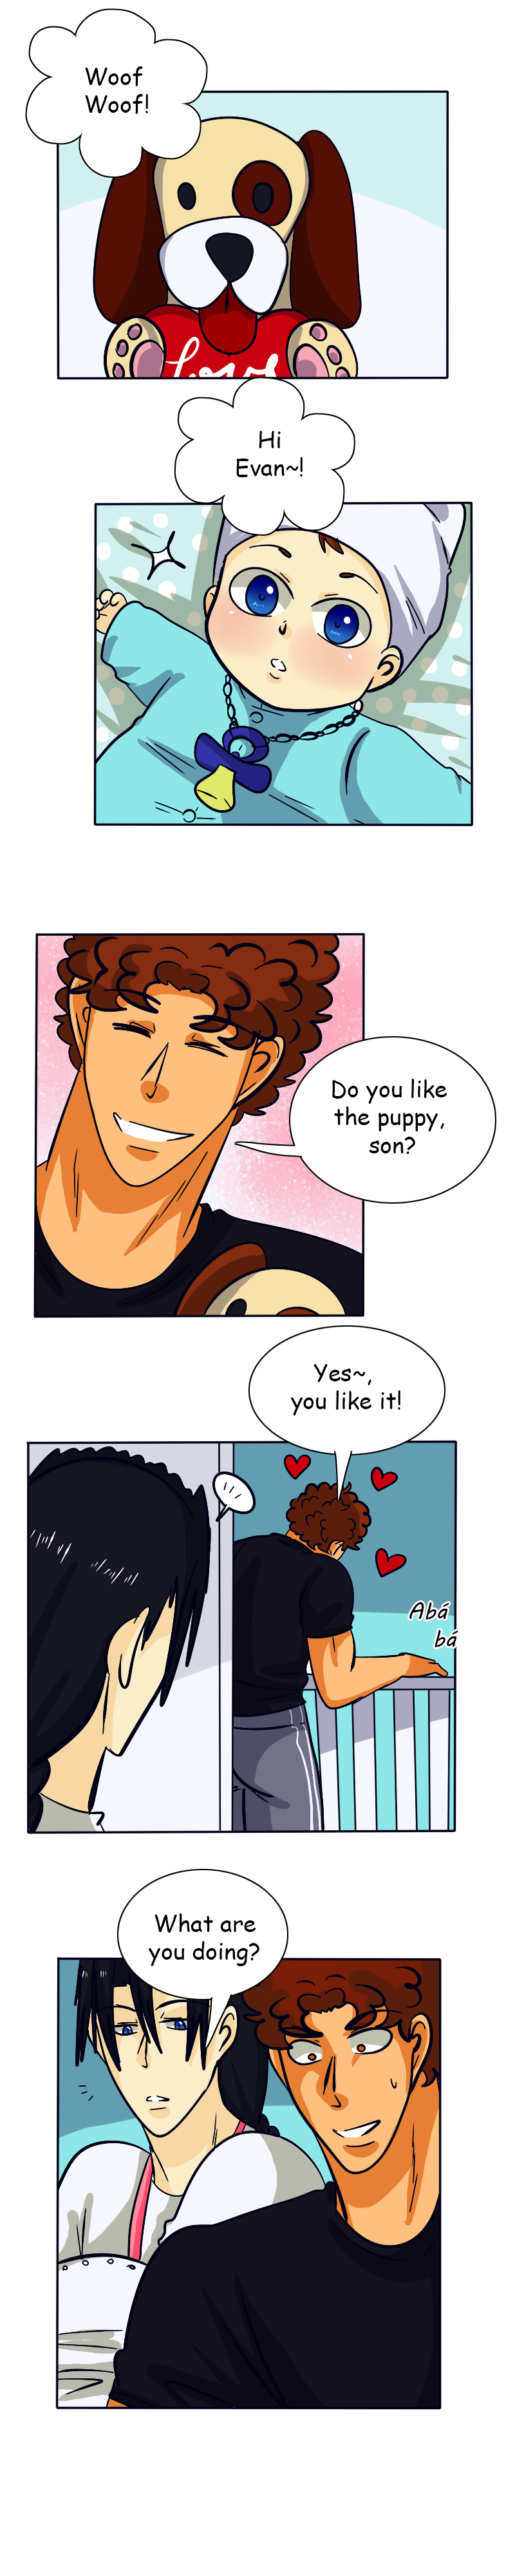 Woof
Woof!
Love
Hi
Evan~!
Do you like
the puppy,
son?
Yes~,
you like it!
Abá
bá
What are
you doing?